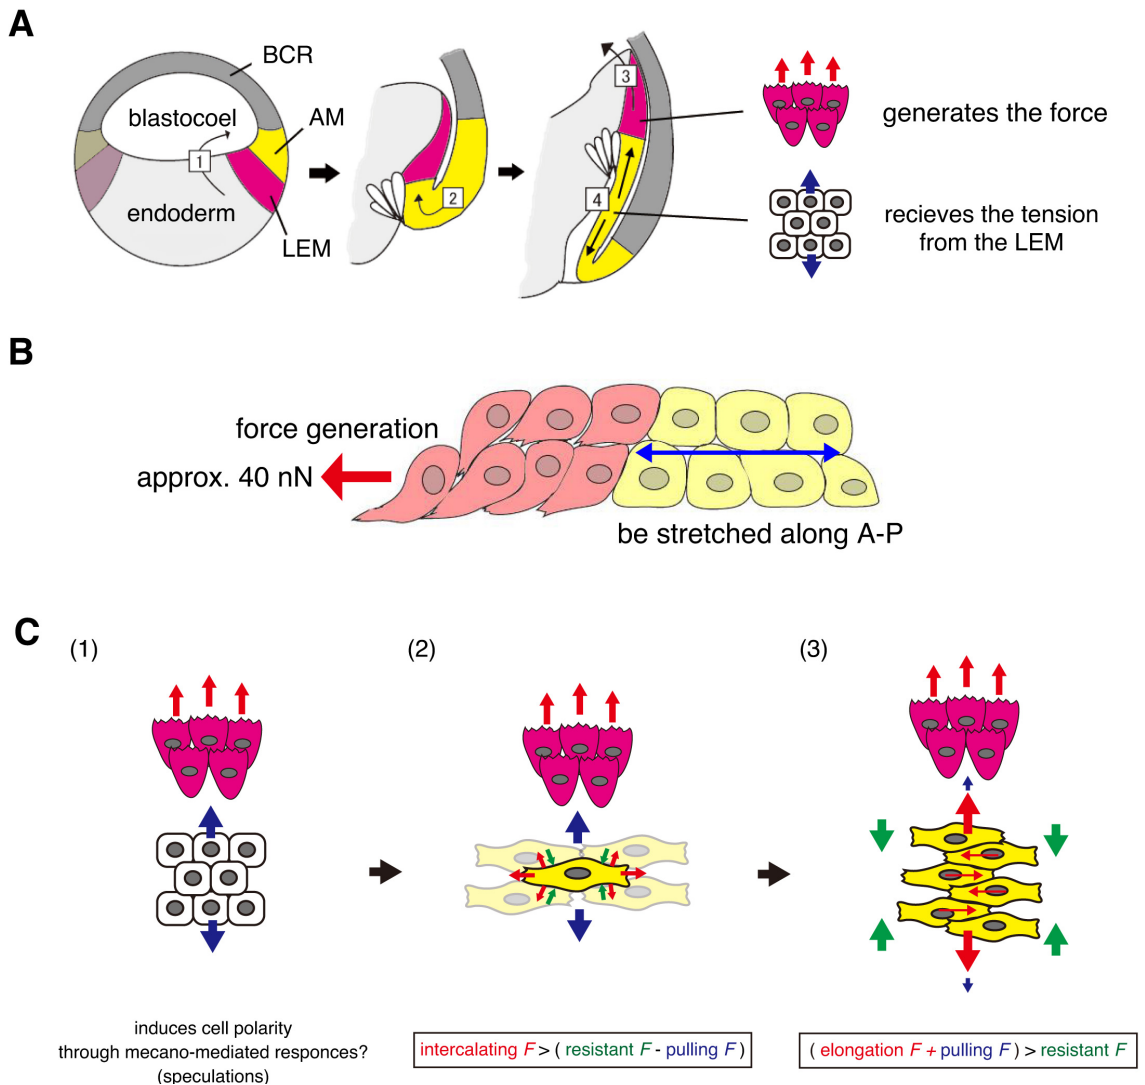 A
BCR
blastocoel
AM
1
endoderm
LEM
2
3
4
generates the force
recieves the tension
from the LEM
B
force generation
approx. 40 nN
be stretched along A-P
C
(1)
(2)
(3)
induces cell polarity
through mecano-mediated responces?
(speculations)
intercalating F > ( resistant F - pulling F )
( elongation F + pulling F ) > resistant F